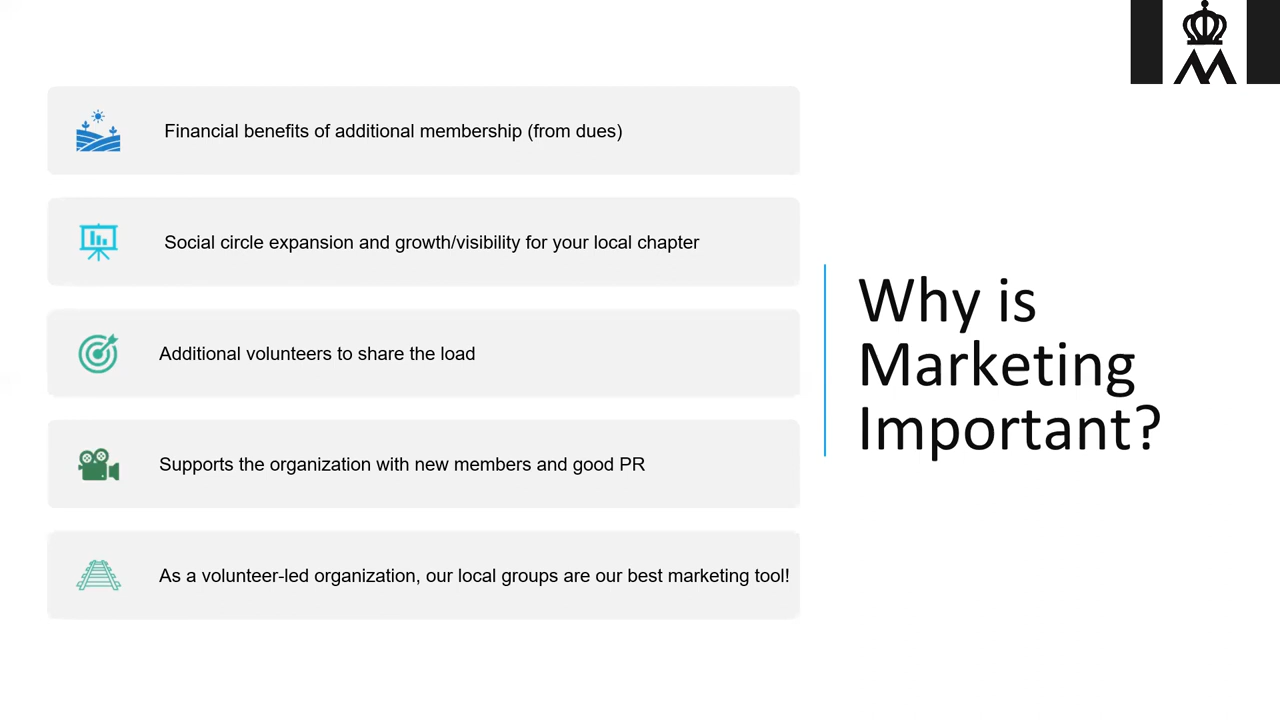 Financial benefits of additional membership (from dues)
Social circle expansion and growth/visibility for your local chapter
Additional volunteers to share the load
Supports the organization with new members and good PR
As a volunteer-led organization, our local groups are our best marketing tool!
Why is
Marketing
Important?